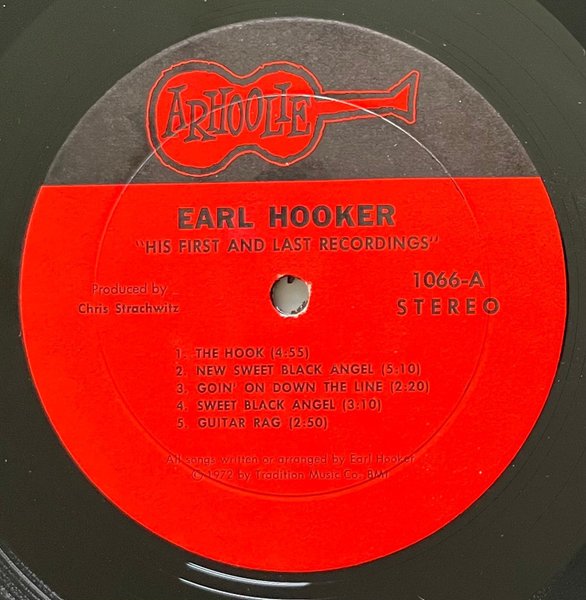 ARHOOLIE
EARL HOOKER
"HIS FIRST AND LAST RECORDINGS"
Produced by
Chris Strachwitz
1066-A
STEREO
1. THE HOOK (4.55)
2. NEW SWEET BLACK ANGEL (5:10)
3. GOIN' ON DOWN THE LINE (2:20)
4. SWEET BLACK ANGEL (3:10)
5. GUITAR RAG (2:50)
All songs written or arranged by Earl Hooker
© 1972 by Tradition Music Co., BMI